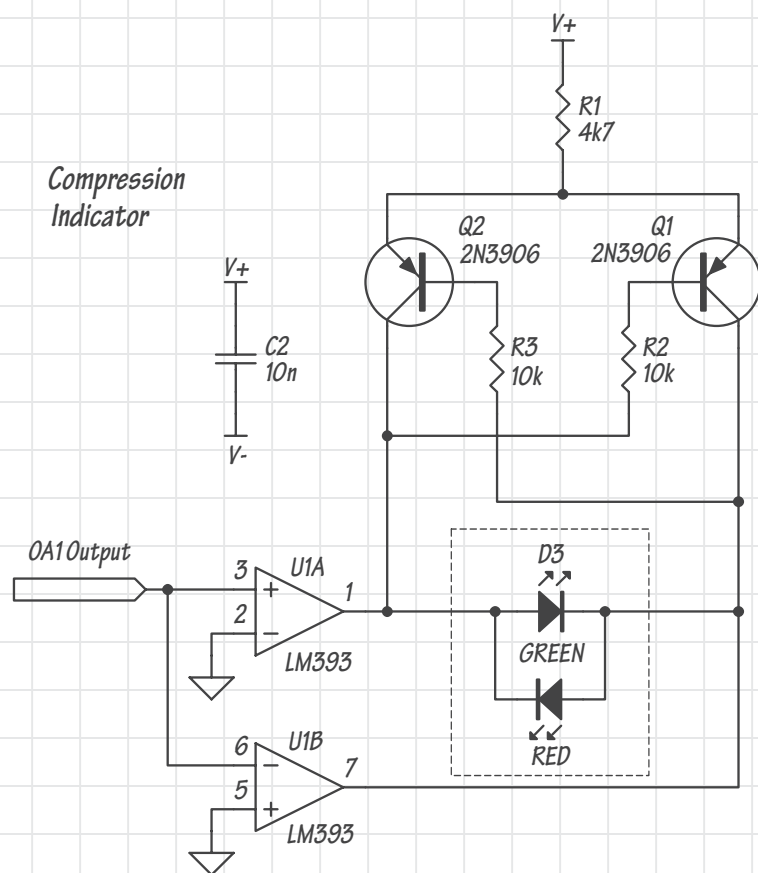 V+
R1
4k7
Compression
Indicator
Q2
2N3906
Q1
2N3906
V+
C2
10n
V-
R3
10k
R2
10k
OA1 Output
3
2
U1A
1
LM393
D3
GREEN
RED
6
5
U1B
7
LM393
+
-
-
+